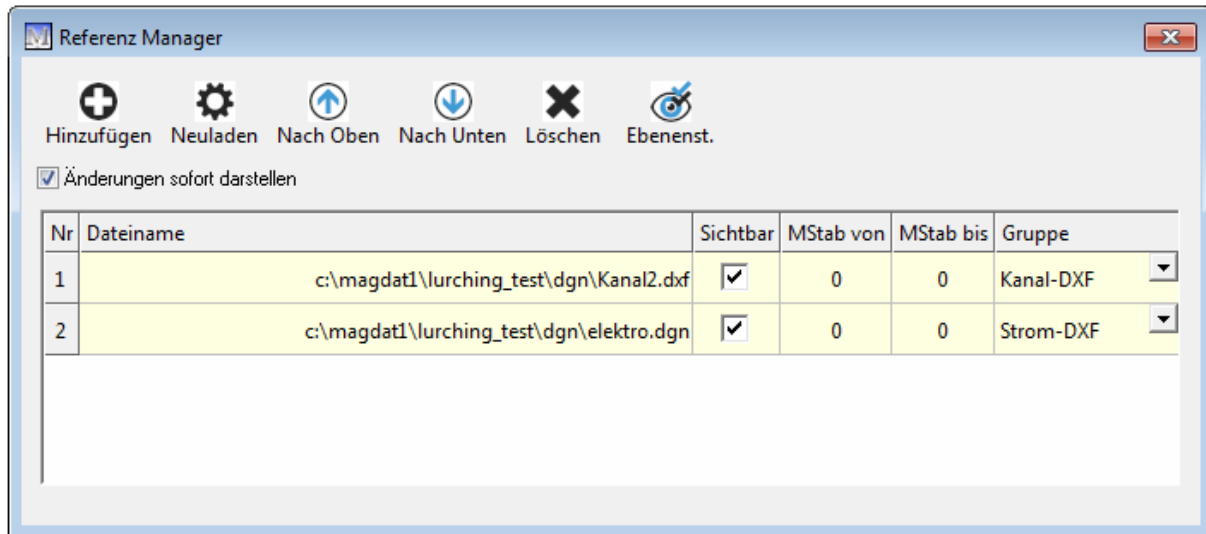 Referenz Manager
Hinzufügen Neuladen Nach Oben Nach Unten Löschen Ebenenst.
Änderungen sofort darstellen
Nr Dateiname Sichtbar MStab von MStab bis Gruppe
1 c:\magdat1\lurching_test\dgn\Kanal2.dxf 0 0 Kanal-DXF
2 c:\magdat1\lurching_test\dgn\elektro.dgn 0 0 Strom-DXF